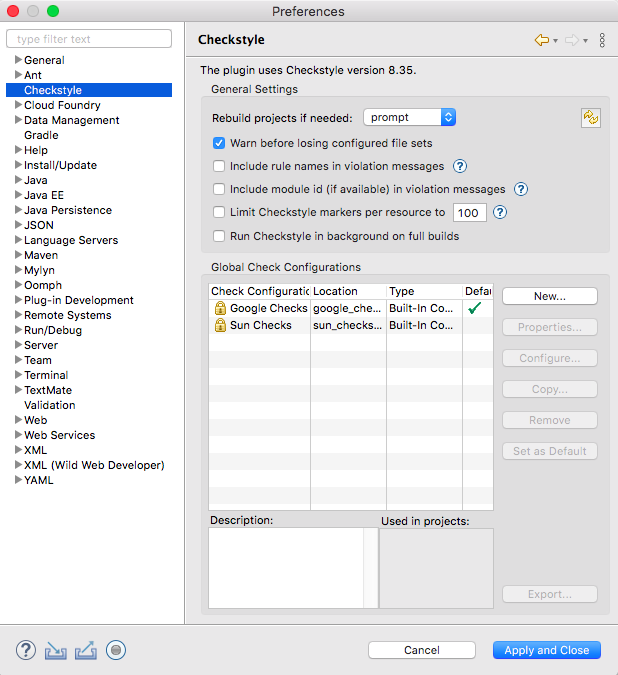 Preferences
type filter text
General
Ant
Checkstyle
Cloud Foundry
Data Management
Gradle
Help
Install/Update
Java
Java EE
Java Persistence
JSON
Language Servers
Maven
Mylyn
Oomph
Plug-in Development
Remote Systems
Run/Debug
Server
Team
Terminal
TextMate
Validation
Web
Web Services
XML
XML (Wild Web Developer)
YAML
Checkstyle
The plugin uses Checkstyle version 8.35.
General Settings
Rebuild projects if needed: prompt
Warn before losing configured file sets
Include rule names in violation messages ?
Include module id (if available) in violation messages ?
Limit Checkstyle markers per resource to 100 ?
Run Checkstyle in background on full builds
Global Check Configurations
Check Configuratic Location Type Defau
Google Checks google_che... Built-In Co...
Sun Checks sun_checks... Built-In Co...
New...
Properties...
Configure...
Copy...
Remove
Set as Default
Description: Used in projects:
Export...
? Cancel Apply and Close